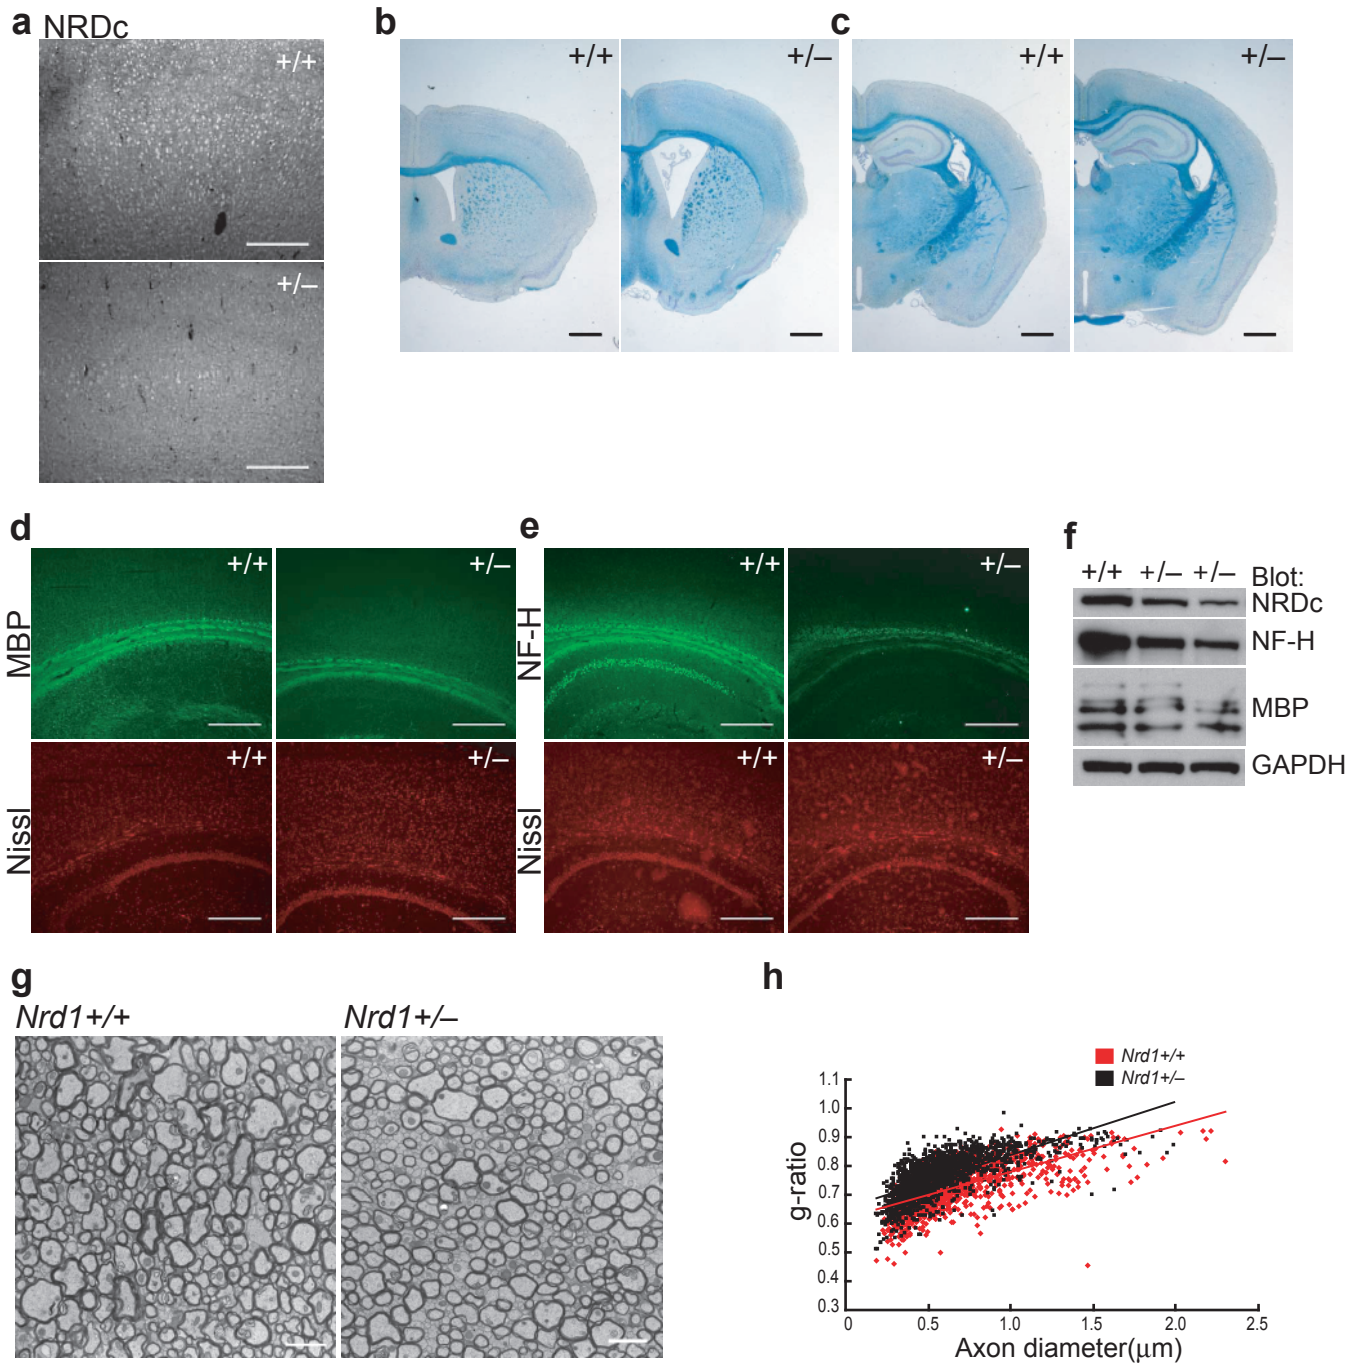 a NRDc
+/+
+/–
b
+/+
+/–
c
+/+
+/–
d
MBP
+/+
+/–
Nissl
+/+
+/–
e
NF-H
+/+
+/–
Nissl
+/+
+/–
f
+/+ +/– +/– Blot:
NRDc
NF-H
MBP
GAPDH
g
Nrd1+/+
Nrd1+/–
h
Nrd1+/+
Nrd1+/–
g-ratio
1.1
1.0
0.9
0.8
0.7
0.6
0.5
0.4
0.3
0 0.5 1.0 1.5 2.0 2.5
Axon diameter(μm)